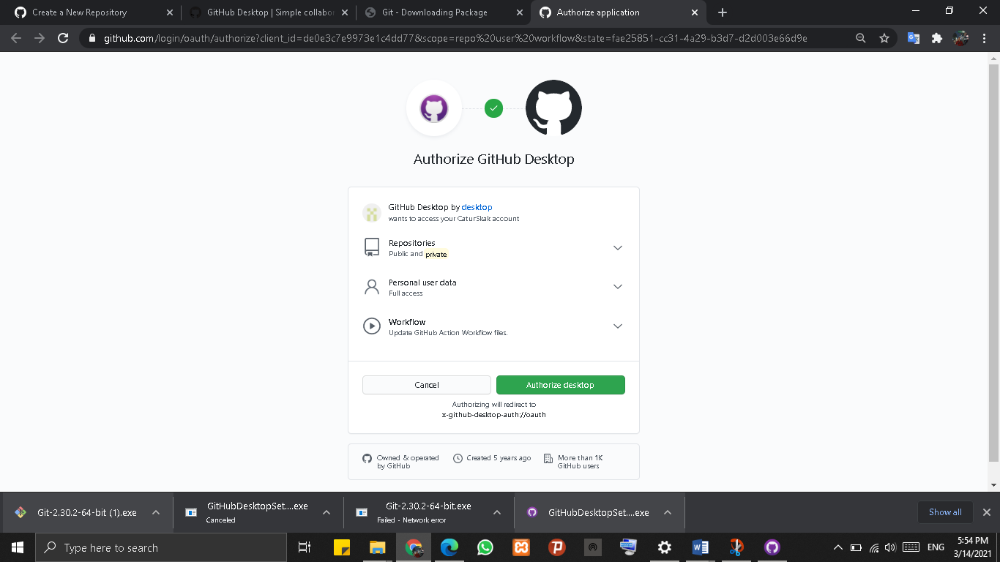 Create a New Repository
GitHub Desktop | Simple collabor
Git - Downloading Package
Authorize application
github.com/login/oauth/authorize?client_id=de0e3c7e9973e1c4dd77&scope=repo%20user%20workflow&state=fae25851-cc31-4a29-b3d7-d2d003e66d9e
Authorize GitHub Desktop
GitHub Desktop by desktop
wants to access your CaturSkak account
Repositories
Public and private
Personal user data
Full access
Workflow
Update GitHub Action Workflow files.
Cancel
Authorize desktop
Authorizing will redirect to
x-github-desktop-auth://oauth
Owned & operated
by GitHub
Created 5 years ago
More than 1K
GitHub users
Git-2.30.2-64-bit (1).exe
GitHubDesktopSet....exe
Canceled
Git-2.30.2-64-bit.exe
Failed - Network error
GitHubDesktopSet....exe
Show all
Type here to search
ENG
5:54 PM
3/14/2021